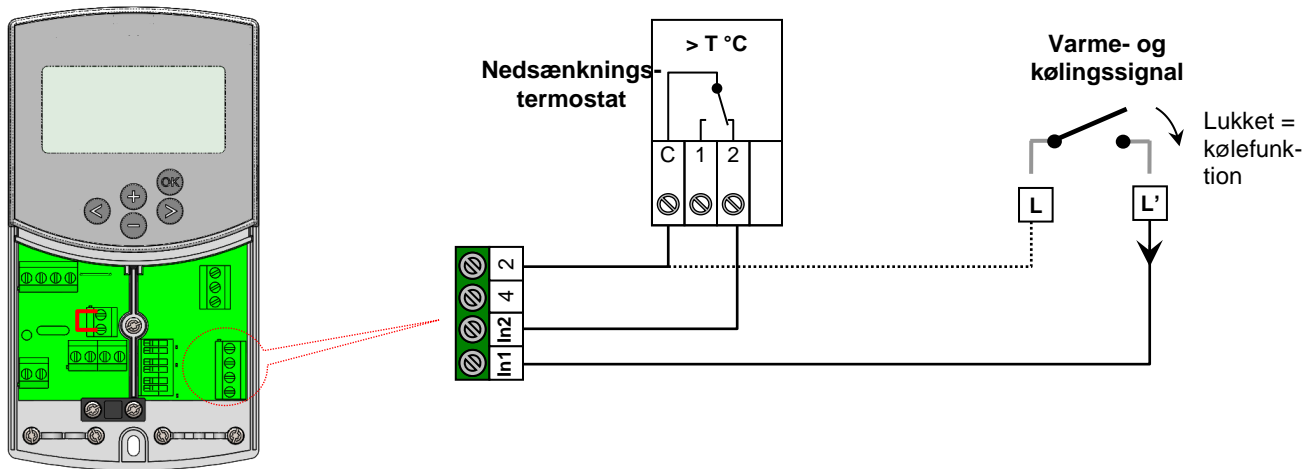 > T °C
Nedsænknings-
termostat
C 1 2
Varme- og
kølingssignal
Lukket =
kølefunk-
tion
L L’
OK
+
< >
−
2
4
In2
In1